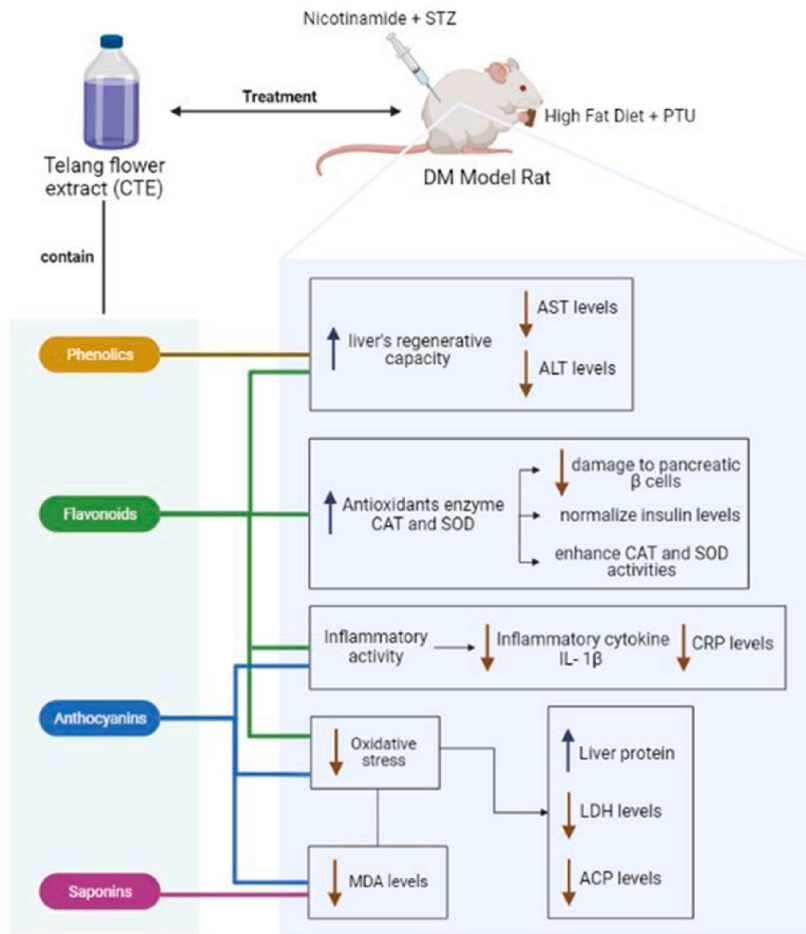 Nicotinamide + STZ
Treatment
High Fat Diet + PTU
Telang flower
extract (CTE)
DM Model Rat
contain
Phenolics
liver's regenerative
capacity
AST levels
ALT levels
Flavonoids
Antioxidants enzyme
CAT and SOD
damage to pancreatic
β cells
normalize insulin levels
enhance CAT and SOD
activities
Inflammatory
activity
Inflammatory cytokine
IL- 1β
CRP levels
Anthocyanins
Oxidative
stress
Liver protein
LDH levels
ACP levels
Saponins
MDA levels